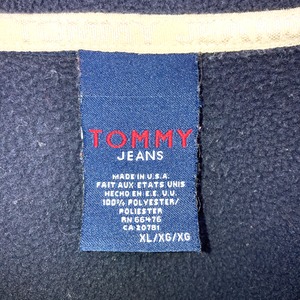 TOMMY
JEANS
MADE IN U.S.A.
FAIT AUX ETATS UNIS
HECHO EN E.E. U.U.
100% POLYESTER/
POLIESTER
RN 66476
CA 20781
XL/XG/XG